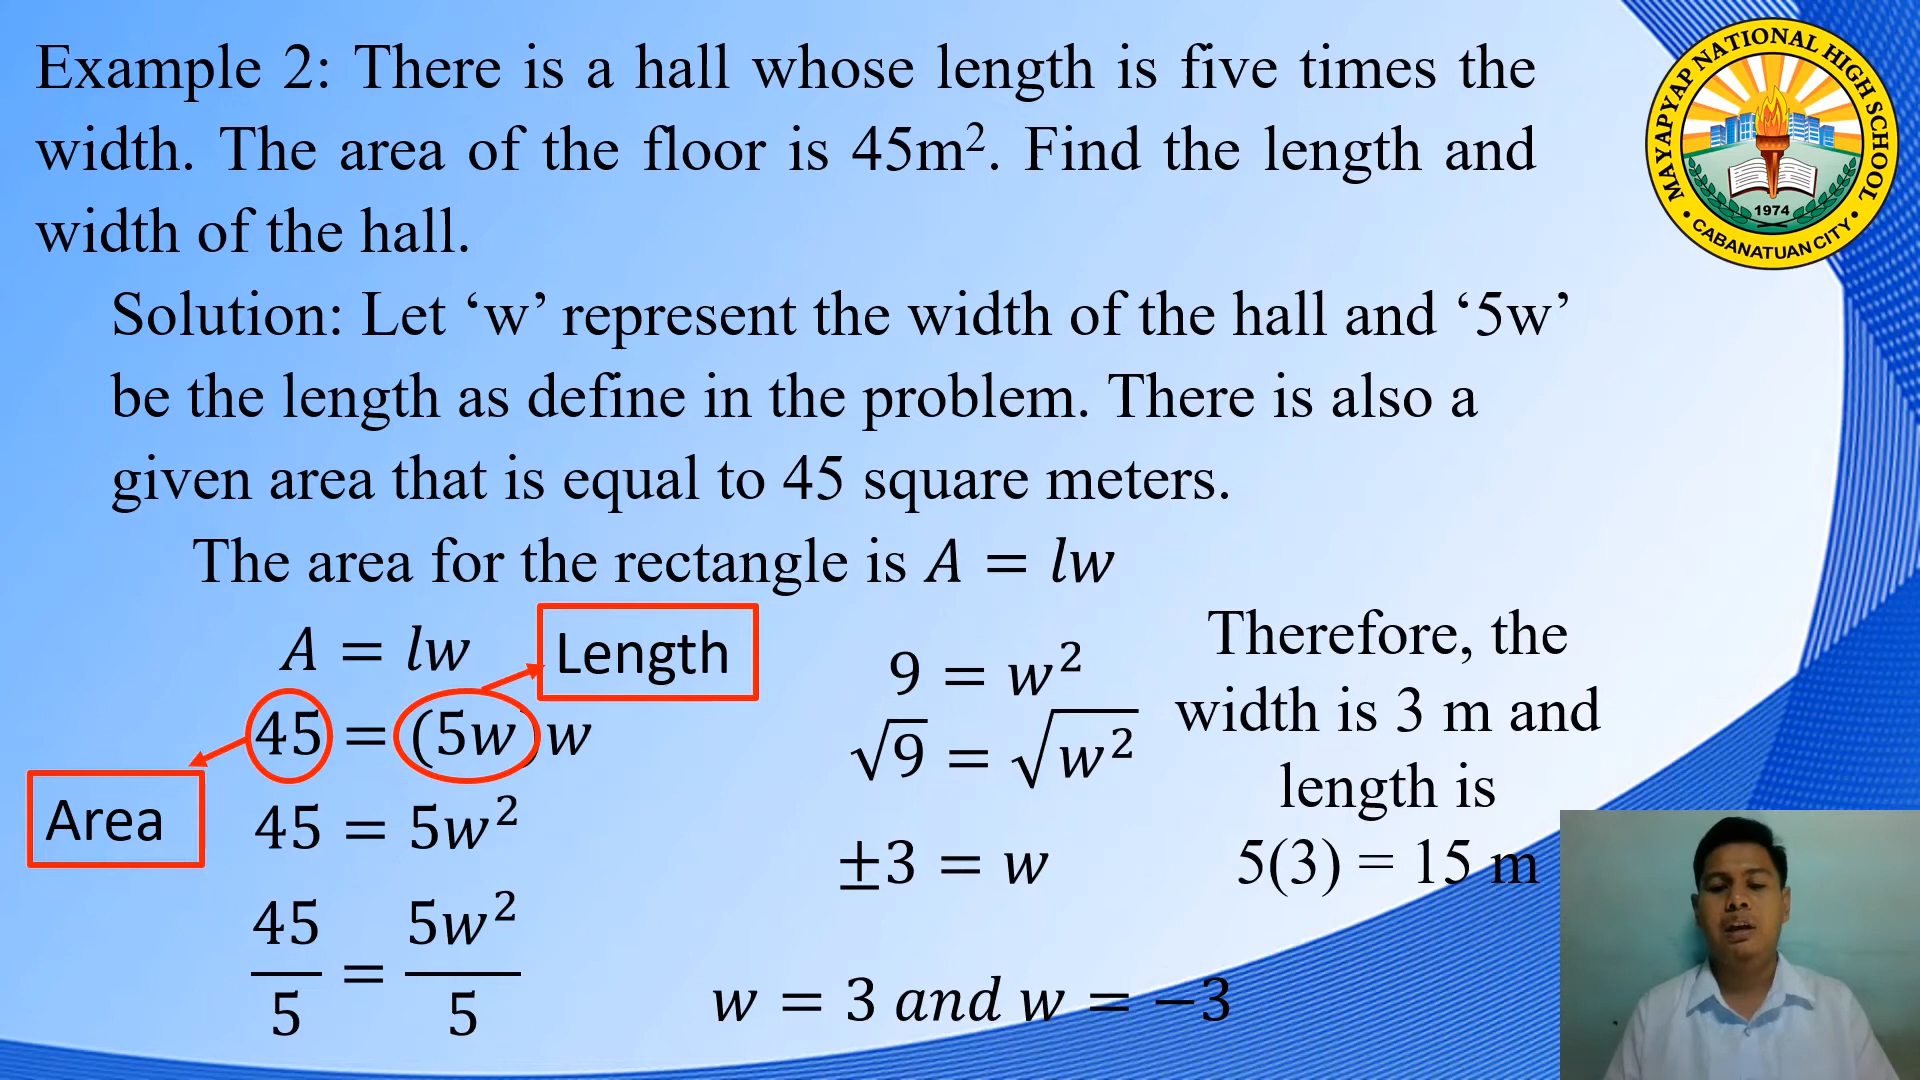 Example 2: There is a hall whose length is five times the
width. The area of the floor is 45m². Find the length and
width of the hall.
Solution: Let ‘w’ represent the width of the hall and ‘5w’
be the length as define in the problem. There is also a
given area that is equal to 45 square meters.
The area for the rectangle is A = lw
A = lw
Length
45 = (5w)w
Area
45 = 5w²
45/5 = 5w²/5
9 = w²
√9 = √w²
±3 = w
w = 3 and w = −3
Therefore, the
width is 3 m and
length is
5(3) = 15 m
MAYAPYAP NATIONAL HIGH SCHOOL
1974
• CABANATUAN CITY •